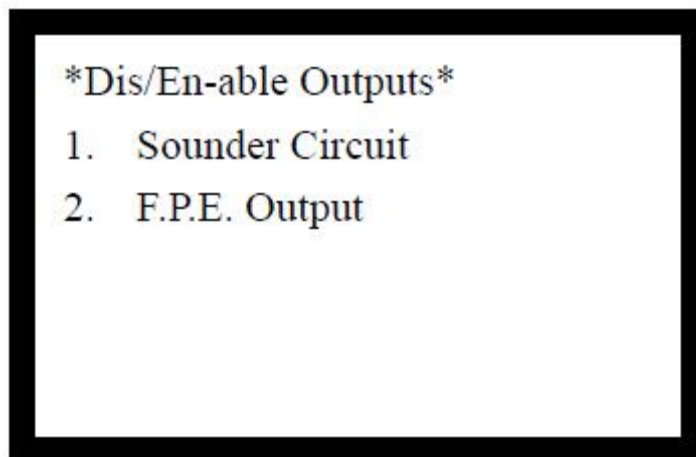 *Dis/En-able Outputs*
1. Sounder Circuit
2. F.P.E. Output